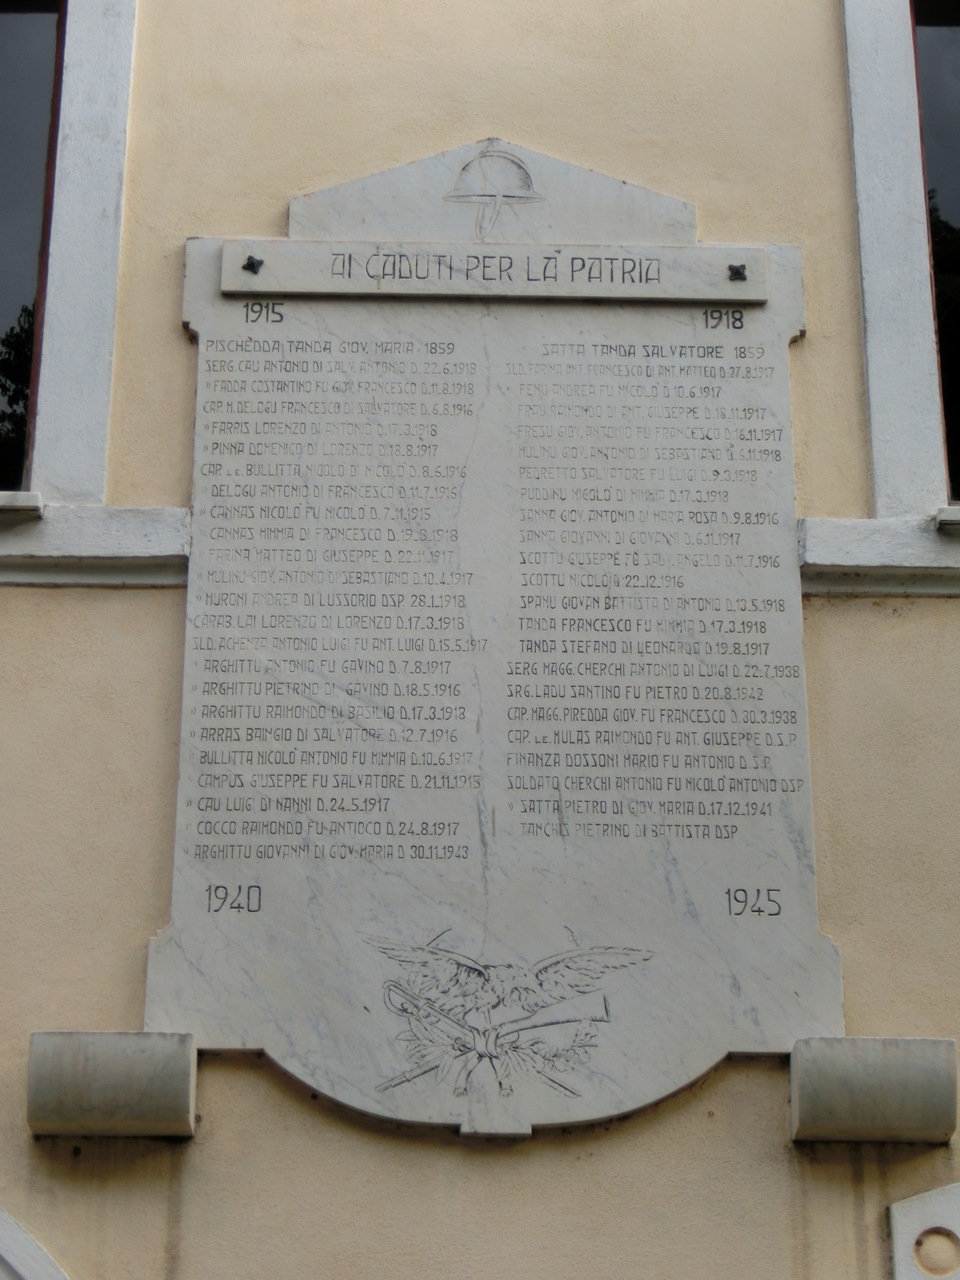 AI CADUTI PER LA PATRIA
1915
1918
PISCHEDDA TANDA GIOV. MARIA 1859
SERG. CAU ANTONIO DI SALV. ANTONIO D. 22.6.1918
» FADDA COSTANTINO FU GIOV. FRANCESCO D. 11.8.1918
CAP. M. DELOGU FRANCESCO DI SALVATORE D. 6.8.1916
» FARRIS LORENZO DI ANTONIO D. 17.3.1918
» PINNA DOMENICO DI LORENZO D. 18.8.1917
CAP. LE. BULLITTA NICOLO DI NICOLO D. 8.6.1916
» DELOGU ANTONIO DI FRANCESCO D. 11.7.1916
» CANNAS NICOLO FU NICOLO D. 7.11.1915
» CANNAS MIMMIA DI FRANCESCO D. 19.8.1918
» FARINA MATTEO DI GIUSEPPE D. 22.11.1917
» MULINU GIOV. ANTONIO DI SEBASTIANO D. 10.4.1917
» MURONI ANDREA DI LUSSORIO DSP. 28.1.1918
CARAB. LAI LORENZO DI LORENZO D. 17.3.1918
SLD. ACHENZA ANTONIO LUIGI FU ANT. LUIGI D. 15.5.1917
» ARGHITTU ANTONIO FU GAVINO D. 7.8.1917
» ARGHITTU PIETRINO DI GAVINO D. 18.5.1916
» ARGHITTU RAIMONDO DI BASILIO D. 17.3.1918
» ARRAS BAINGIO DI SALVATORE D. 12.7.1916
BULLITTA NICOLO' ANTONIO FU MIMMIA D. 10.6.1917
» CAMPUS GIUSEPPE FU SALVATORE D. 21.11.1915
» CAU LUIGI DI NANNI D. 24.5.1917
» COCCO RAIMONDO FU ANTIOCO D. 24.8.1917
» ARGHITTU GIOVANNI DI GIOV. MARIA D. 30.11.1943
SATTA TANDA SALVATORE 1859
SLD. FARINA ANT. FRANCESCO DI ANT. MATTEO D. 27.8.1917
» FENU ANDREA FU NICOLO D. 10.6.1917
» FRAU RAIMONDO DI ANT. GIUSEPPE D. 18.11.1917
» FRESU GIOV. ANTONIO FU FRANCESCO D. 16.11.1917
MULINU GIOV. ANTONIO DI SEBASTIANO D. 6.11.1918
PEDRETTO SALVATORE FU LUIGI D. 9.3.1918
PUDDINU NICOLO' DI MIMMIA D. 17.3.1918
SANNA GIOV. ANTONIO DI MARIA ROSA D. 9.8.1916
SANNA GIOVANNI DI GIOVANNI D. 6.11.1917
SCOTTU GIUSEPPE FU SALV. ANGELO D. 11.7.1916
SCOTTU NICOLO' D. 22.12.1916
SPANU GIOVAN BATTISTA DI ANTONIO D. 13.5.1918
TANDA FRANCESCO FU MIMMIA D. 17.3.1918
TANDA STEFANO DI LEONARDO D. 19.8.1917
SERG. MAGG. CHERCHI ANTONIO DI LUIGI D. 22.7.1938
SRG. LADU SANTINO FU PIETRO D. 20.8.1942
CAP. MAGG. PIREDDA GIOV. FU FRANCESCO D. 30.3.1938
CAP. LE. MULAS RAIMONDO FU ANT. GIUSEPPE D.S.P.
FINANZA DOSSONI MARIO FU ANTONIO D.S.P.
SOLDATO CHERCHI ANTONIO FU NICOLO' ANTONIO DSP
» SATTA PIETRO DI GIOV. MARIA D. 17.12.1941
TANCHIS PIETRINO DI BATTISTA DSP
1940
1945